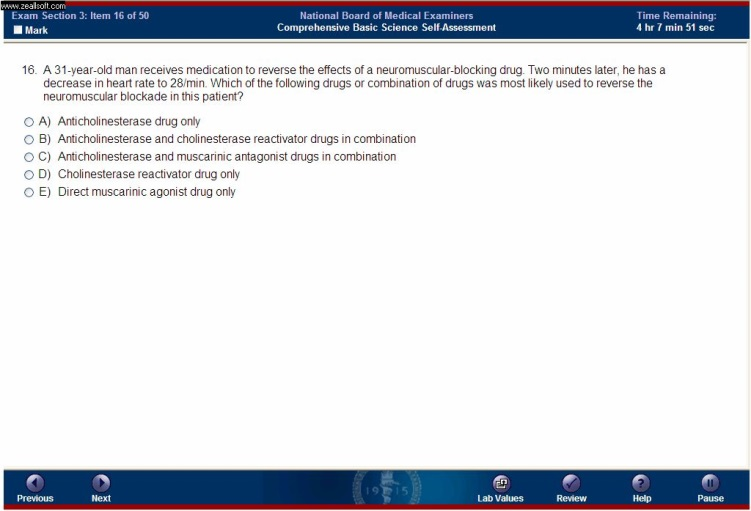 www.zeallsoft.com
Exam Section 3: Item 16 of 50
National Board of Medical Examiners
Time Remaining:
Mark
Comprehensive Basic Science Self-Assessment
4 hr 7 min 51 sec
16. A 31-year-old man receives medication to reverse the effects of a neuromuscular-blocking drug. Two minutes later, he has a
decrease in heart rate to 28/min. Which of the following drugs or combination of drugs was most likely used to reverse the
neuromuscular blockade in this patient?
A) Anticholinesterase drug only
B) Anticholinesterase and cholinesterase reactivator drugs in combination
C) Anticholinesterase and muscarinic antagonist drugs in combination
D) Cholinesterase reactivator drug only
E) Direct muscarinic agonist drug only
1915
Previous
Next
Lab Values
Review
Help
Pause